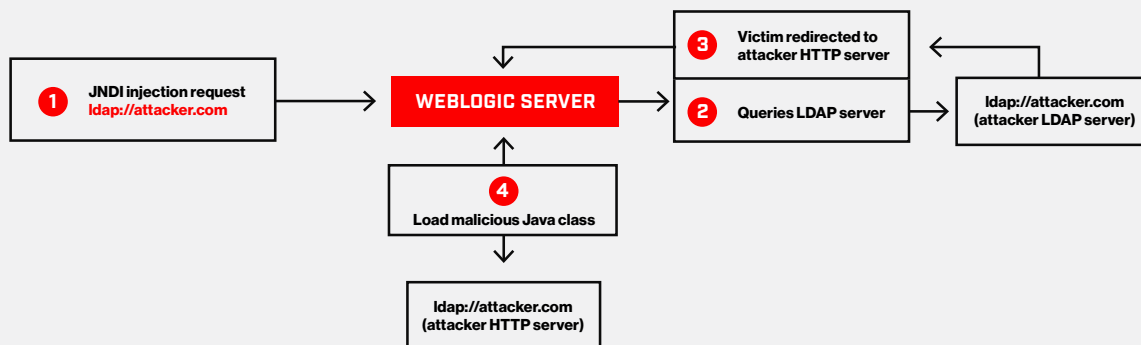 1
JNDI injection request
ldap://attacker.com
WEBLOGIC SERVER
3
Victim redirected to
attacker HTTP server
2
Queries LDAP server
ldap://attacker.com
(attacker LDAP server)
4
Load malicious Java class
ldap://attacker.com
(attacker HTTP server)